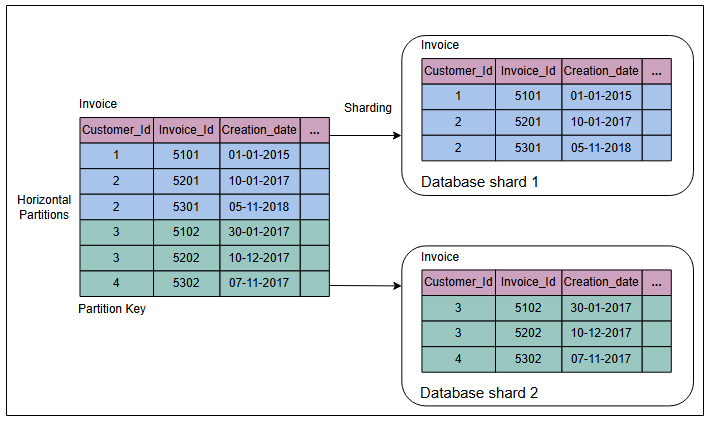 Invoice
Customer_Id Invoice_Id Creation_date ...
1 5101 01-01-2015
2 5201 10-01-2017
2 5301 05-11-2018
3 5102 30-01-2017
3 5202 10-12-2017
4 5302 07-11-2017
Horizontal
Partitions
Partition Key
Sharding
Invoice
Customer_Id Invoice_Id Creation_date ...
1 5101 01-01-2015
2 5201 10-01-2017
2 5301 05-11-2018
Database shard 1
Invoice
Customer_Id Invoice_Id Creation_date ...
3 5102 30-01-2017
3 5202 10-12-2017
4 5302 07-11-2017
Database shard 2